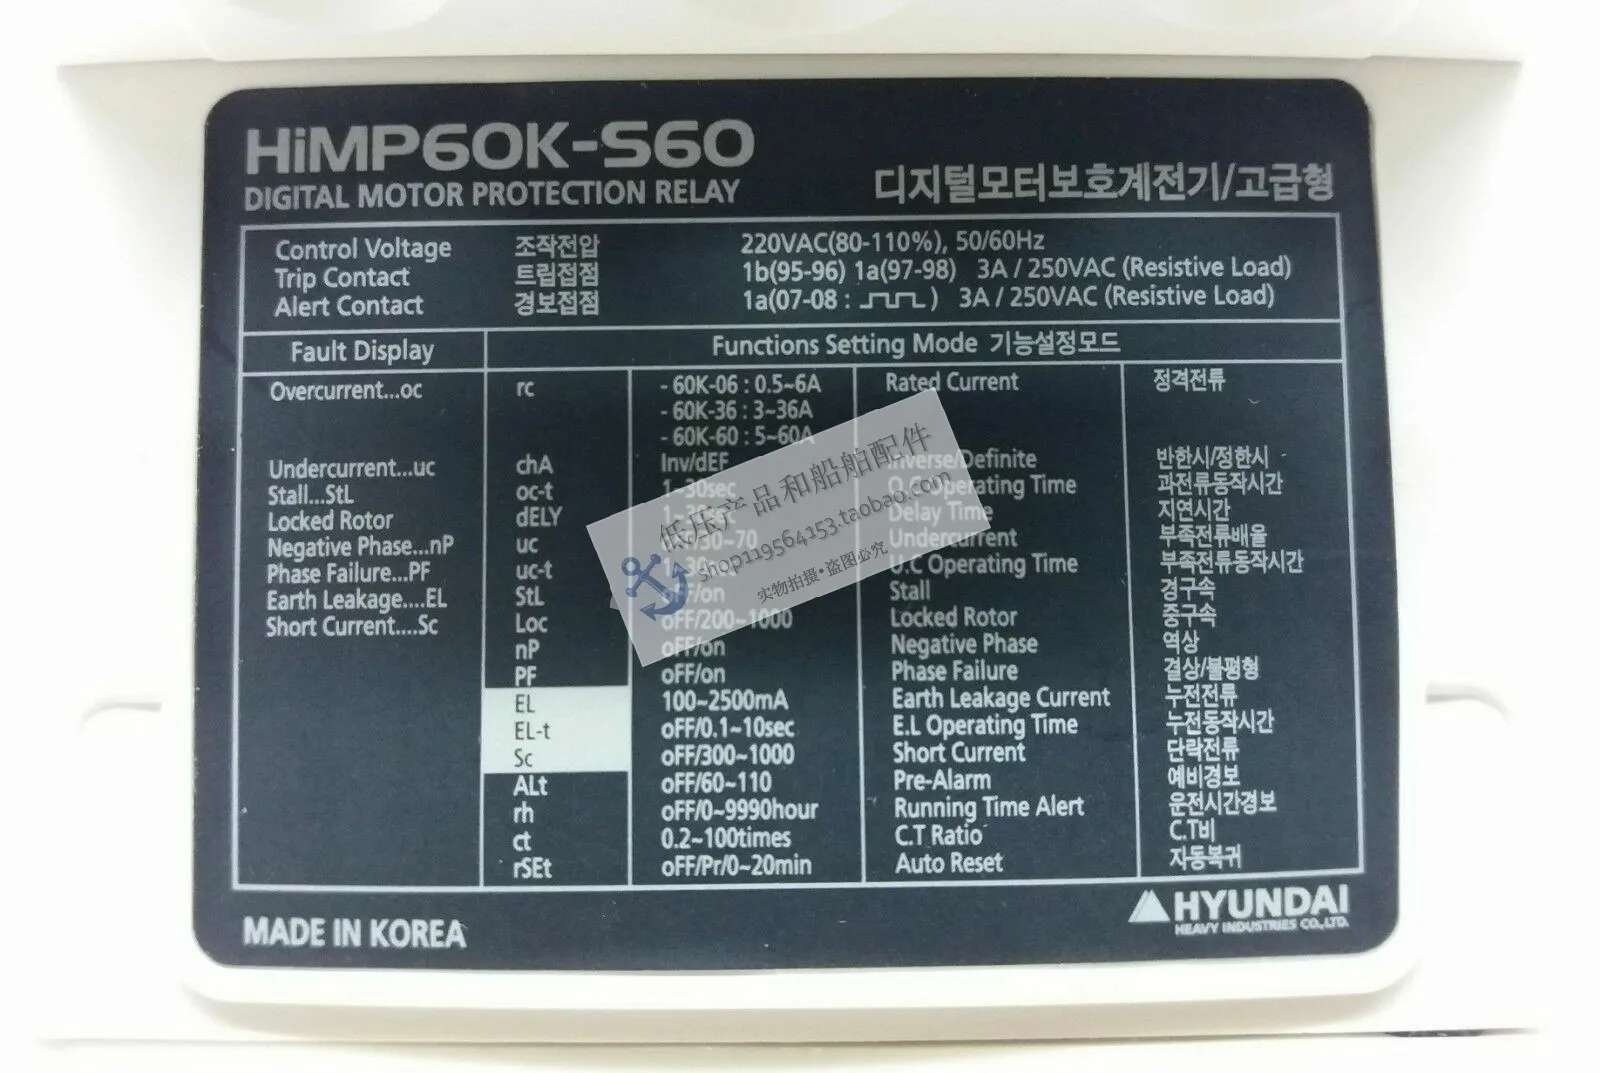 HiMP60K-S60
DIGITAL MOTOR PROTECTION RELAY 디지털모터보호계전기/고급형
Control Voltage 조작전압 220VAC(80-110%), 50/60Hz
Trip Contact 트립접점 1b(95-96) 1a(97-98) 3A / 250VAC (Resistive Load)
Alert Contact 경보접점 1a(07-08 : ) 3A / 250VAC (Resistive Load)
Fault Display Functions Setting Mode 기능설정모드
Overcurrent...oc rc - 60K-06 : 0.5~6A Rated Current 정격전류
- 60K-36 : 3~36A
- 60K-60 : 5~60A
Undercurrent...uc chA Inv/dEF Inverse/Definite 반한시/정한시
Stall...StL oc-t 1~30sec O.C Operating Time 과전류동작시간
Locked Rotor dELY Delay Time 지연시간
Negative Phase...nP uc /30~70 Undercurrent 부족전류배율
Phase Failure...PF uc-t U.C Operating Time 부족전류동작시간
Earth Leakage....EL StL oFF/on Stall 경구속
Short Current....Sc Loc oFF/200~1000 Locked Rotor 중구속
nP oFF/on Negative Phase 역상
PF oFF/on Phase Failure 결상/불평형
EL 100~2500mA Earth Leakage Current 누전전류
EL-t oFF/0.1~10sec E.L Operating Time 누전동작시간
Sc oFF/300~1000 Short Current 단락전류
ALt oFF/60~110 Pre-Alarm 예비경보
rh oFF/0~9990hour Running Time Alert 운전시간경보
ct 0.2~100times C.T Ratio C.T비
rSEt oFF/Pr/0~20min Auto Reset 자동복귀
MADE IN KOREA HYUNDAI
HEAVY INDUSTRIES CO.,LTD.
低压产品和船舶配件
shop119564153.taobao.com
实物拍摄•盗图必究